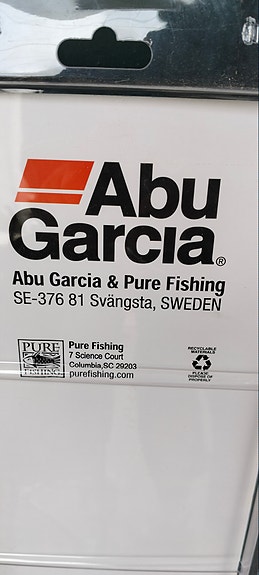 Abu
Garcia®
Abu Garcia & Pure Fishing
SE-376 81 Svängsta, SWEDEN
PURE
FISHING
Pure Fishing
7 Science Court
Columbia,SC 29203
purefishing.com
RECYCLABLE
MATERIALS
PLEASE
DISPOSE OF
PROPERLY